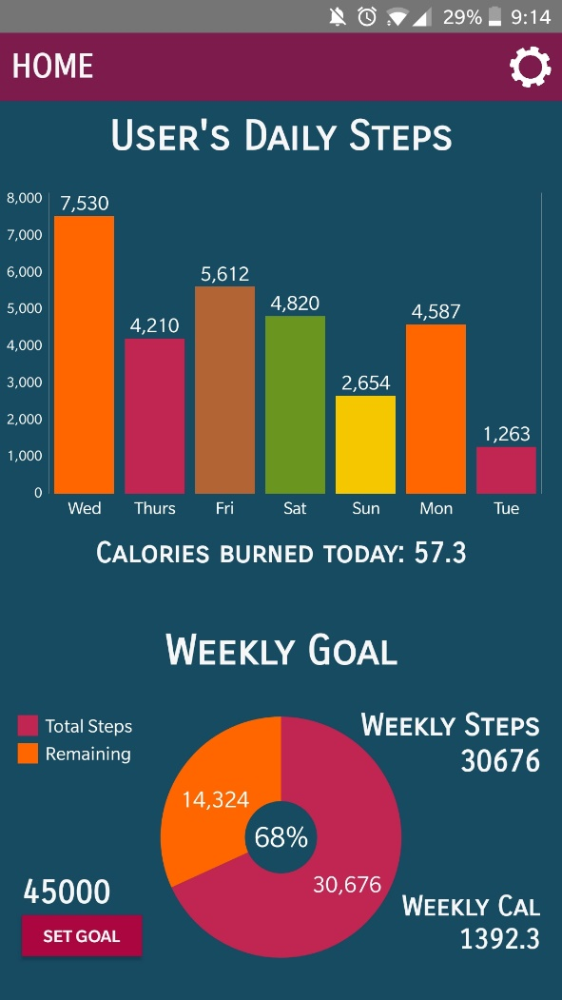 29% 9:14
HOME
User's Daily Steps
8,000
7,000
6,000
5,000
4,000
3,000
2,000
1,000
0
7,530
4,210
5,612
4,820
2,654
4,587
1,263
Wed Thurs Fri Sat Sun Mon Tue
Calories burned today: 57.3
Weekly Goal
Total Steps
Remaining
Weekly Steps
30676
14,324
68%
30,676
45000
SET GOAL
Weekly Cal
1392.3